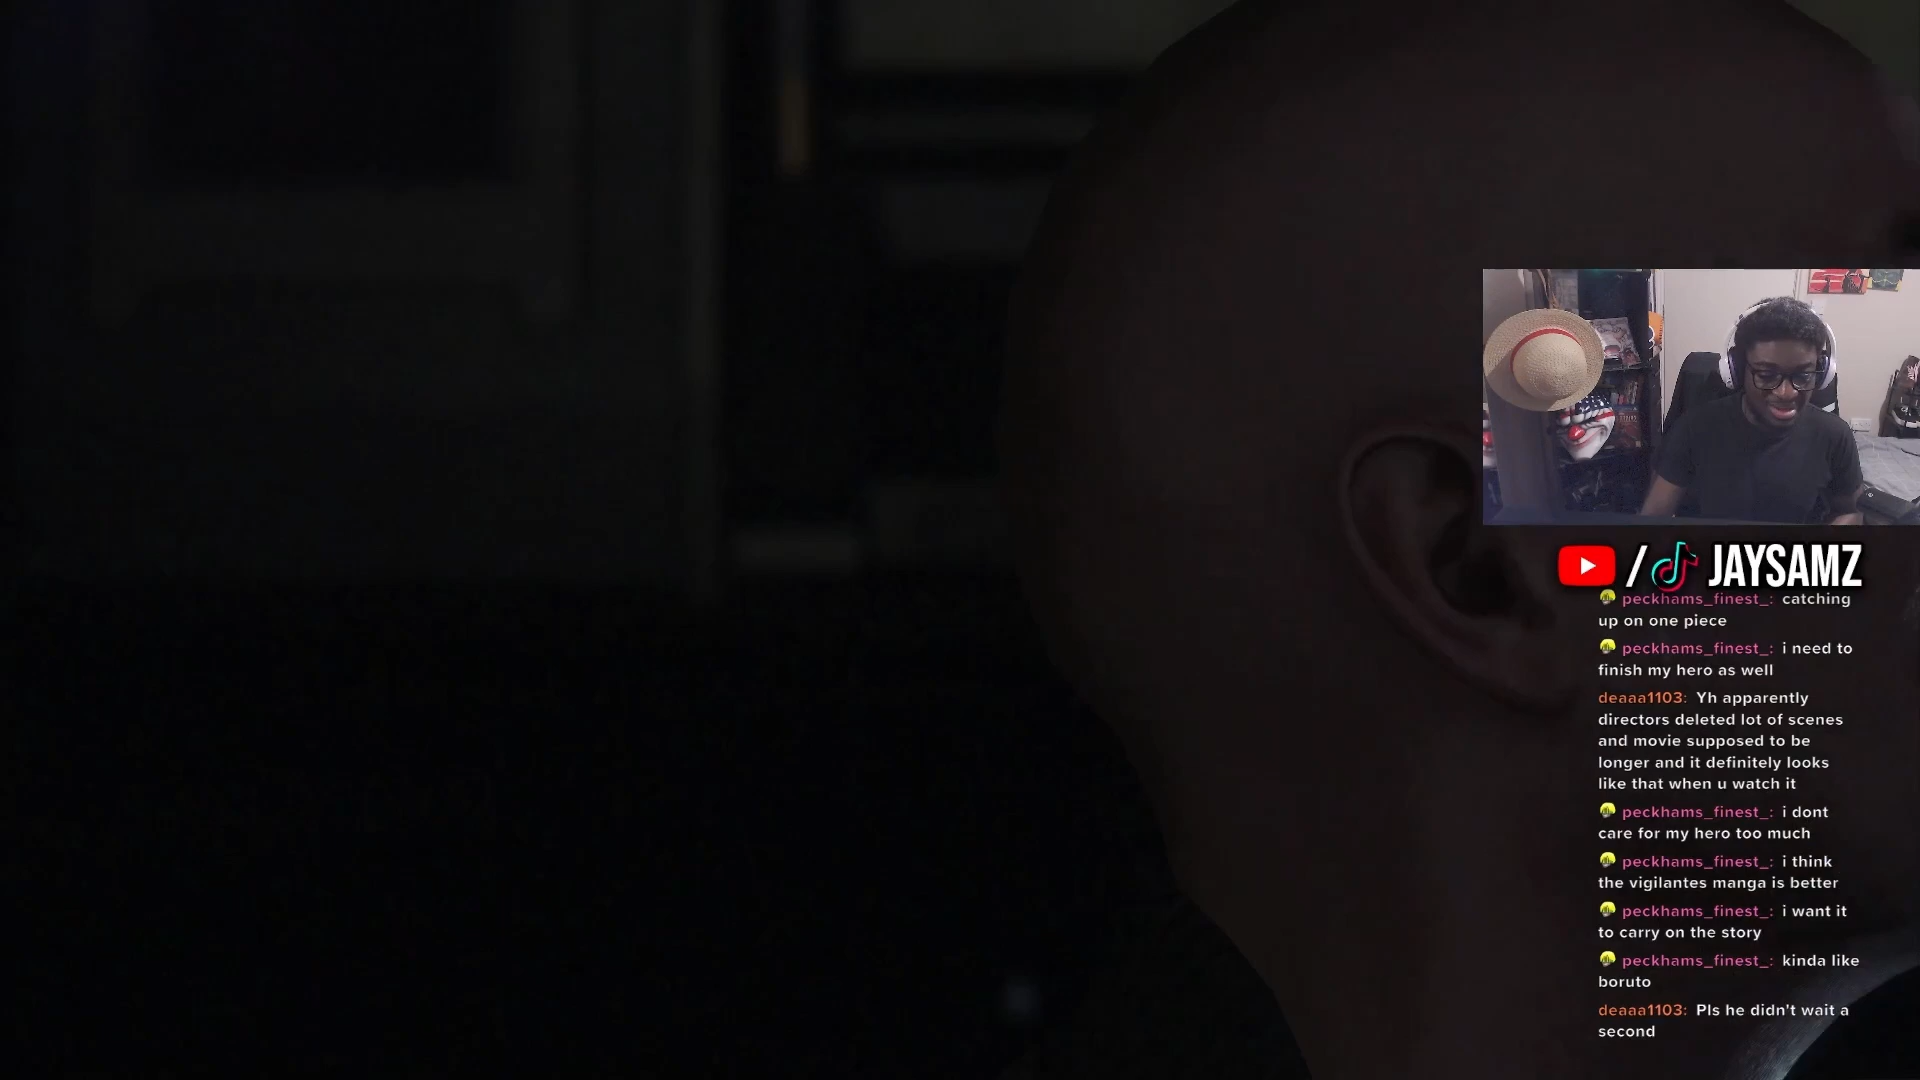 / JAYSAMZ
peckhams_finest_: catching
up on one piece
peckhams_finest_: i need to
finish my hero as well
deaaa1103: Yh apparently
directors deleted lot of scenes
and movie supposed to be
longer and it definitely looks
like that when u watch it
peckhams_finest_: i dont
care for my hero too much
peckhams_finest_: i think
the vigilantes manga is better
peckhams_finest_: i want it
to carry on the story
peckhams_finest_: kinda like
boruto
deaaa1103: Pls he didn't wait a
second